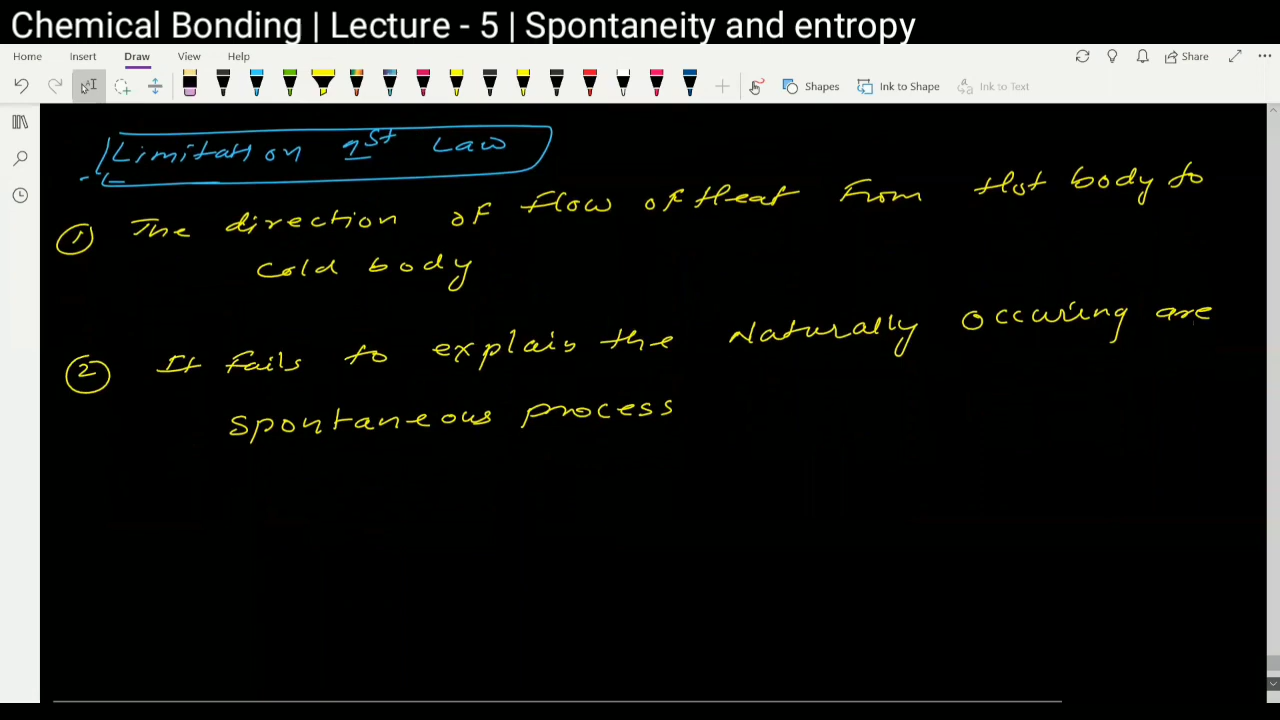 Chemical Bonding | Lecture - 5 | Spontaneity and entropy
Home Insert Draw View Help
Share
Shapes Ink to Shape Ink to Text
Limitation 1st Law
① The direction of flow of Heat from Hot body to
cold body
② It fails to explain the Naturally occuring are
spontaneous process